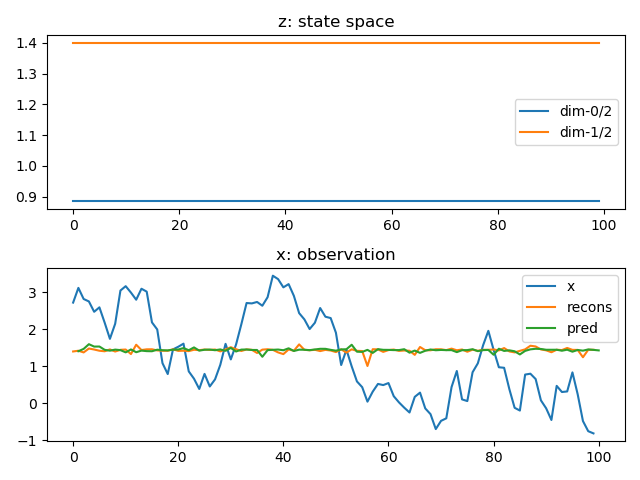 z: state space
1.4
1.3
1.2
1.1
1.0
0.9
dim-0/2
dim-1/2
0 20 40 60 80 100
x: observation
3
2
1
0
−1
x
recons
pred
0 20 40 60 80 100